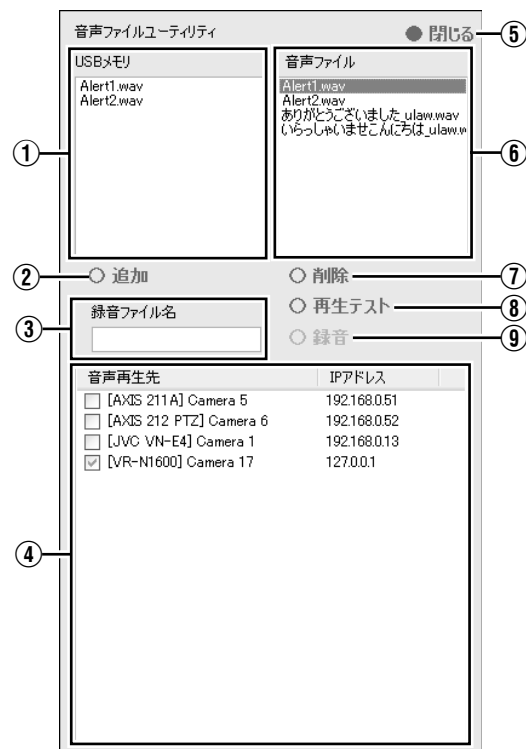 音声ファイルユーティリティ
閉じる
⑤
USBメモリ
Alert1.wav
Alert2.wav
①
音声ファイル
Alert1.wav
Alert2.wav
ありがとうございました_ulaw.wav
いらっしゃいませこんにちは_ulaw.w
⑥
②
追加
削除
⑦
③
録音ファイル名
再生テスト
⑧
録音
⑨
音声再生先 IPアドレス
[AXIS 211A] Camera 5 192.168.0.51
[AXIS 212 PTZ] Camera 6 192.168.0.52
[JVC VN-E4] Camera 1 192.168.0.13
[VR-N1600] Camera 17 127.0.0.1
④